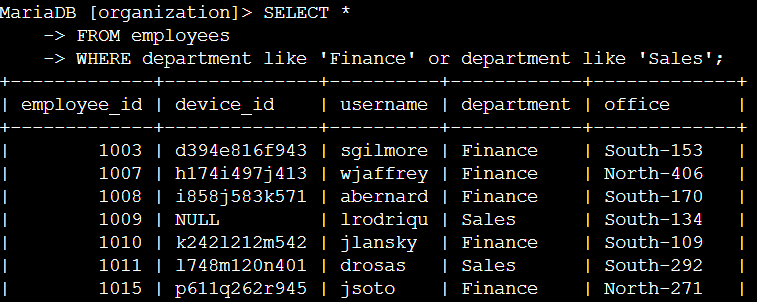 MariaDB [organization]> SELECT *
    -> FROM employees
    -> WHERE department like 'Finance' or department like 'Sales';
+-------------+--------------+----------+------------+-------------+
| employee_id | device_id    | username | department | office      |
+-------------+--------------+----------+------------+-------------+
|        1003 | d394e816f943 | sgilmore | Finance    | South-153   |
|        1007 | h174i497j413 | wjaffrey | Finance    | North-406   |
|        1008 | i858j583k571 | abernard | Finance    | South-170   |
|        1009 | NULL         | lrodriqu | Sales      | South-134   |
|        1010 | k242l212m542 | jlansky  | Finance    | South-109   |
|        1011 | l748m120n401 | drosas   | Sales      | South-292   |
|        1015 | p611q262r945 | jsoto    | Finance    | North-271   |